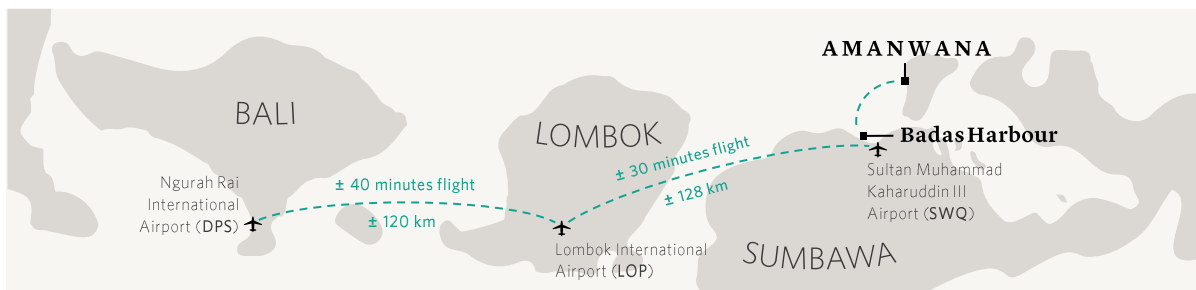 AMANWANA
BALI
LOMBOK
Badas Harbour
± 30 minutes flight
± 128 km
Sultan Muhammad
Kaharuddin III
Airport (SWQ)
Ngurah Rai
International
Airport (DPS)
± 40 minutes flight
± 120 km
Lombok International
Airport (LOP)
SUMBAWA